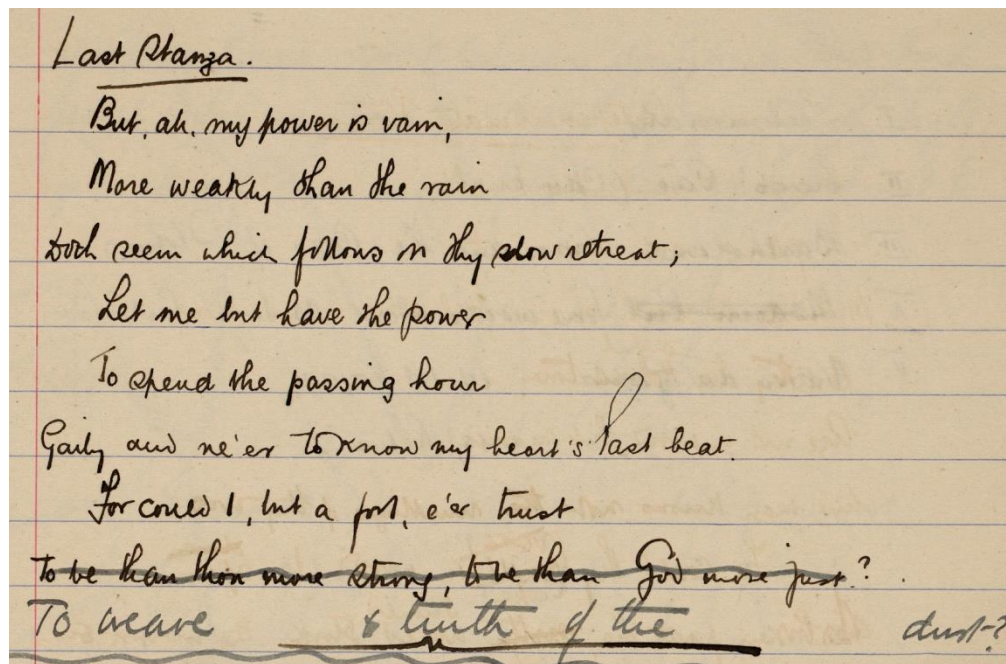 Last Stanza.
But, ah, my power is vain,
More weakly than the rain
Doth seem which follows on thy slow retreat;
Let me but have the power
To spend the passing hour
Gaily and ne'er to know my heart's last beat.
For could I, but a fool, e'er trust
To be than thou more strong, to be than God more just?
To weave & truth of the dust?